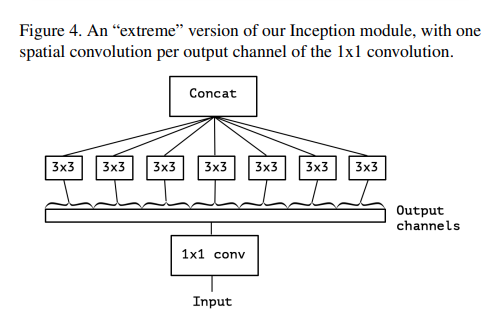 Figure 4. An “extreme” version of our Inception module, with one
spatial convolution per output channel of the 1x1 convolution.
Concat
3x3 3x3 3x3 3x3 3x3 3x3 3x3
Output
channels
1x1 conv
Input